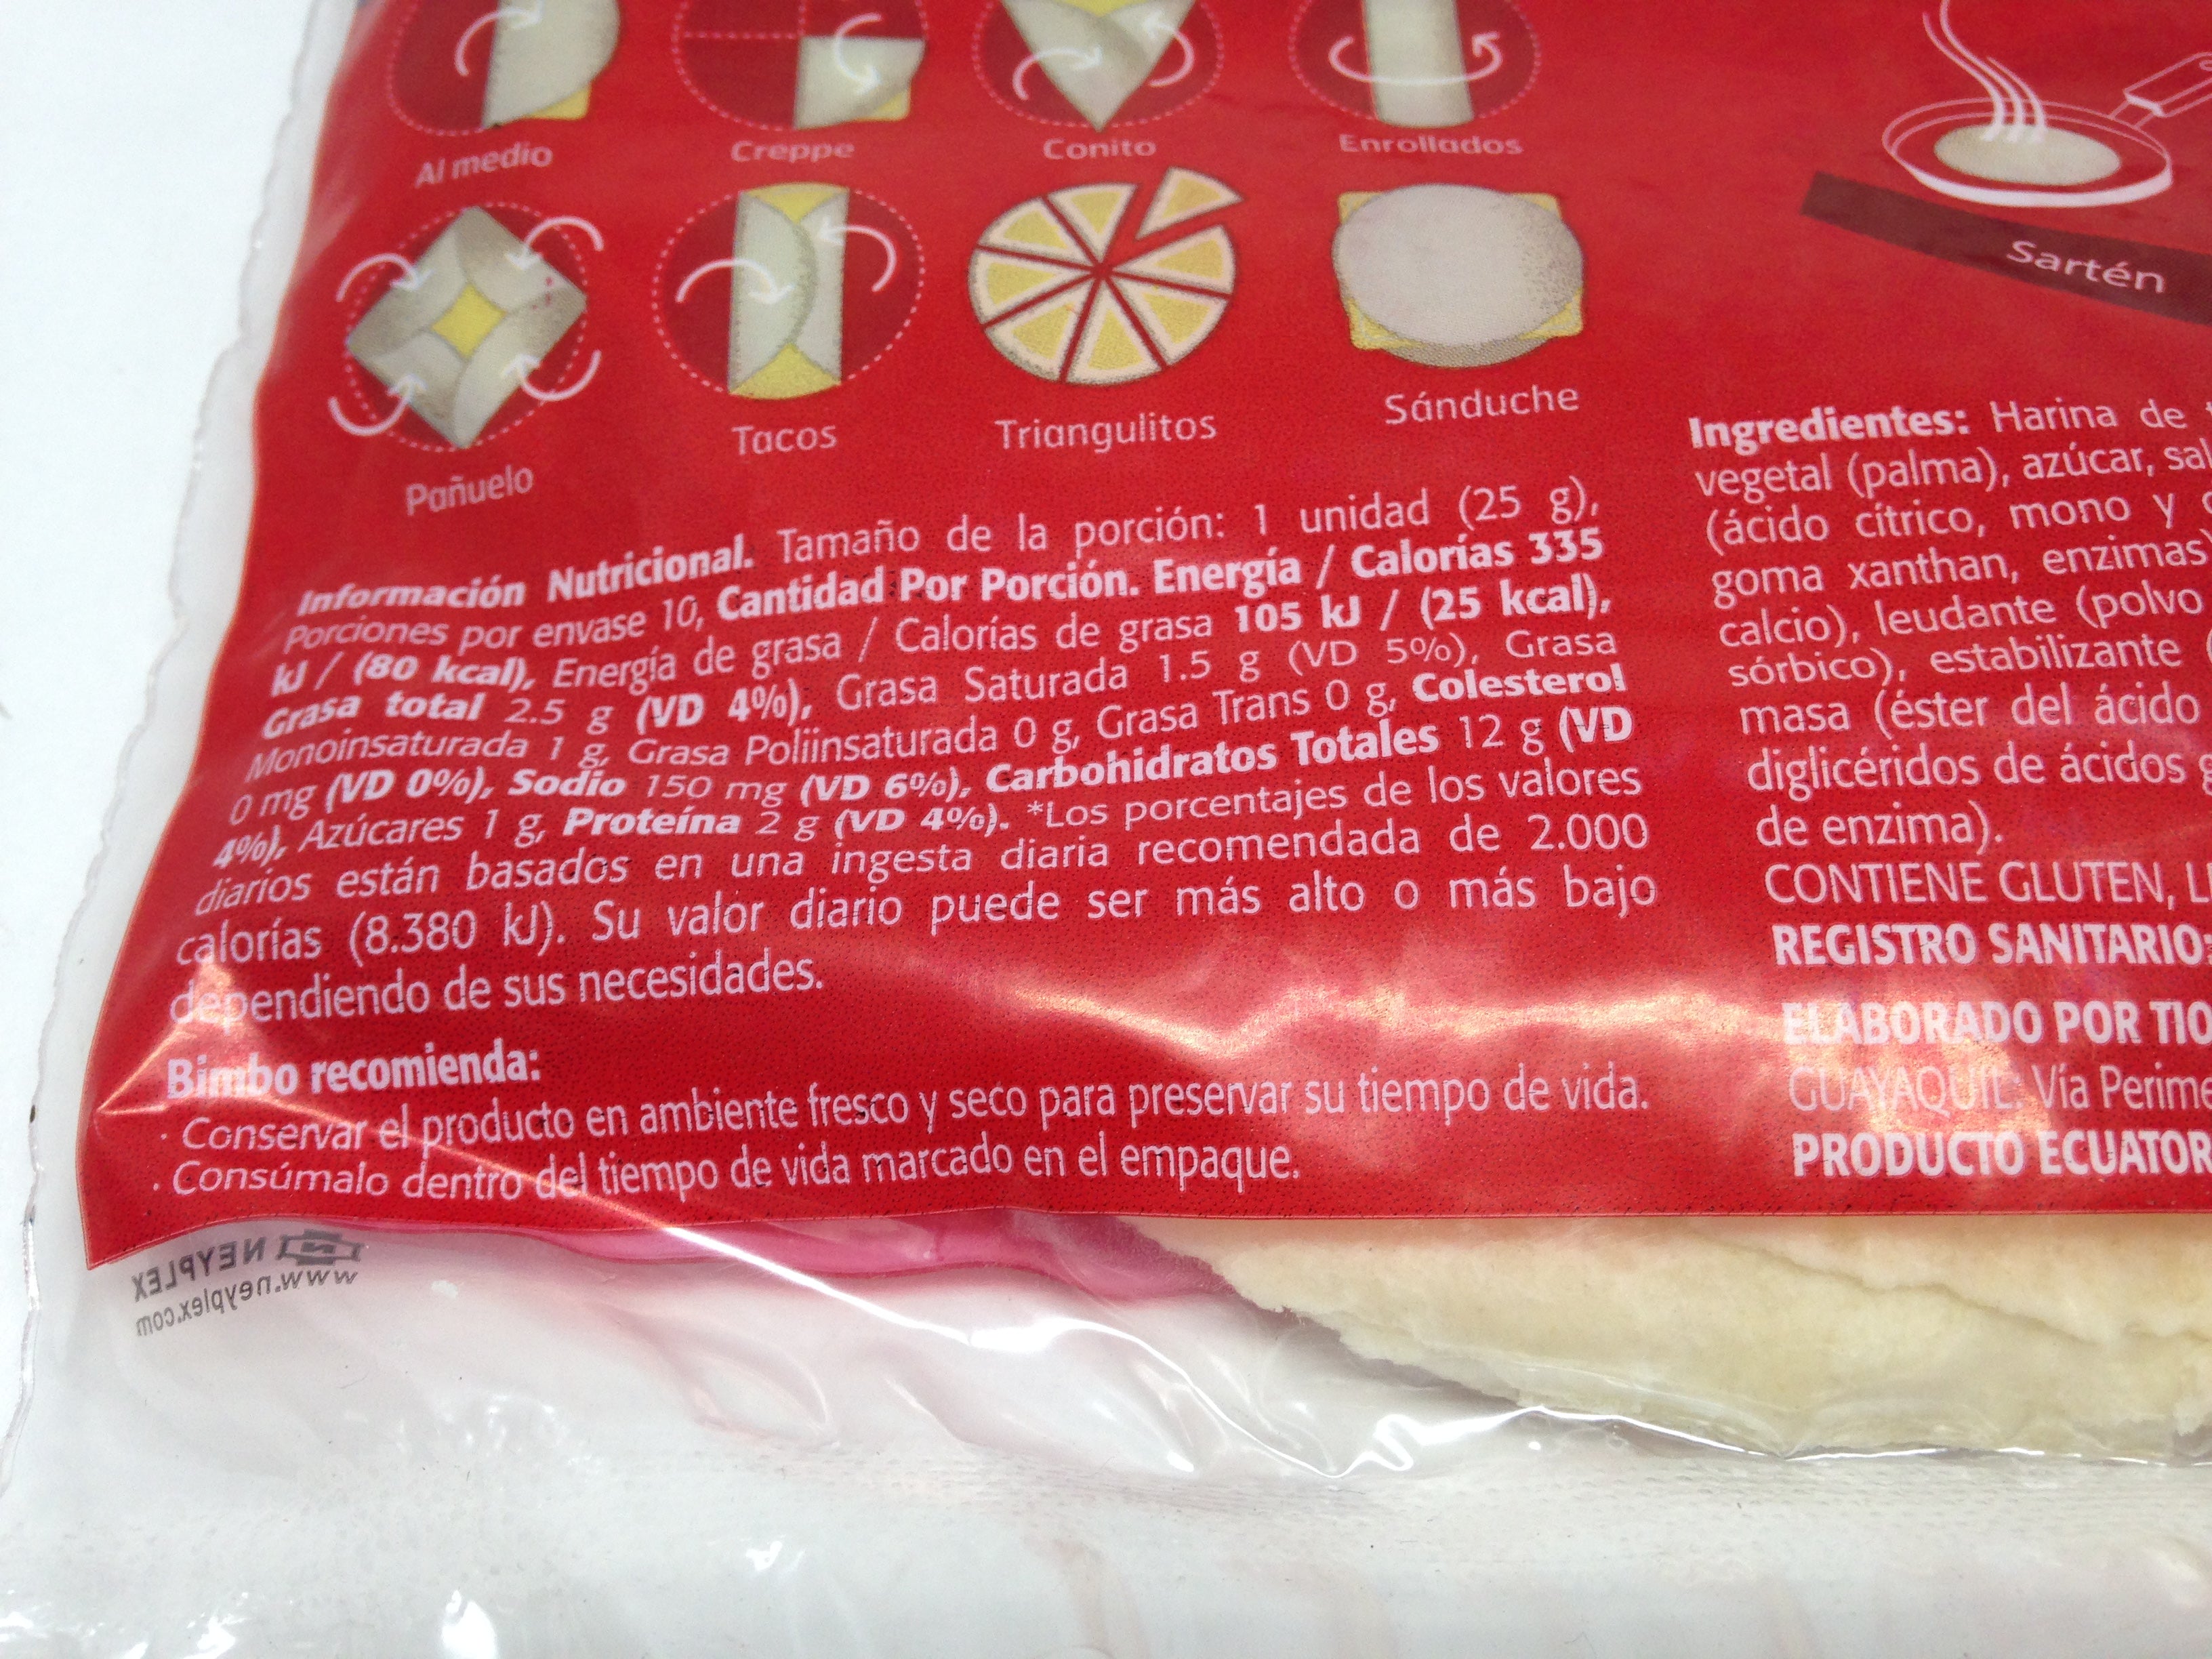 Al medio
Creppe
Conito
Enrollados
Pañuelo
Tacos
Triangulitos
Sánduche
Sartén
Información Nutricional. Tamaño de la porción: 1 unidad (25 g),
Porciones por envase 10, Cantidad Por Porción. Energía / Calorías 335
kJ / (80 kcal), Energía de grasa / Calorías de grasa 105 kJ / (25 kcal),
Grasa total 2.5 g (VD 4%), Grasa Saturada 1.5 g (VD 5%), Grasa
Monoinsaturada 1 g, Grasa Poliinsaturada 0 g, Grasa Trans 0 g, Colesterol
0 mg (VD 0%), Sodio 150 mg (VD 6%), Carbohidratos Totales 12 g (VD
4%), Azúcares 1 g, Proteína 2 g (VD 4%). *Los porcentajes de los valores
diarios están basados en una ingesta diaria recomendada de 2.000
calorías (8.380 kJ). Su valor diario puede ser más alto o más bajo
dependiendo de sus necesidades.
Bimbo recomienda:
· Conservar el producto en ambiente fresco y seco para preservar su tiempo de vida.
· Consúmalo dentro del tiempo de vida marcado en el empaque.
Ingredientes: Harina de
vegetal (palma), azúcar, sal
(ácido cítrico, mono y
goma xanthan, enzimas
calcio), leudante (polvo
sórbico), estabilizante
masa (éster del ácido
diglicéridos de ácidos
de enzima).
CONTIENE GLUTEN,
REGISTRO SANITARIO:
ELABORADO POR
GUAYAQUIL: Vía
PRODUCTO
NEYPLEX
www.neyplex.com